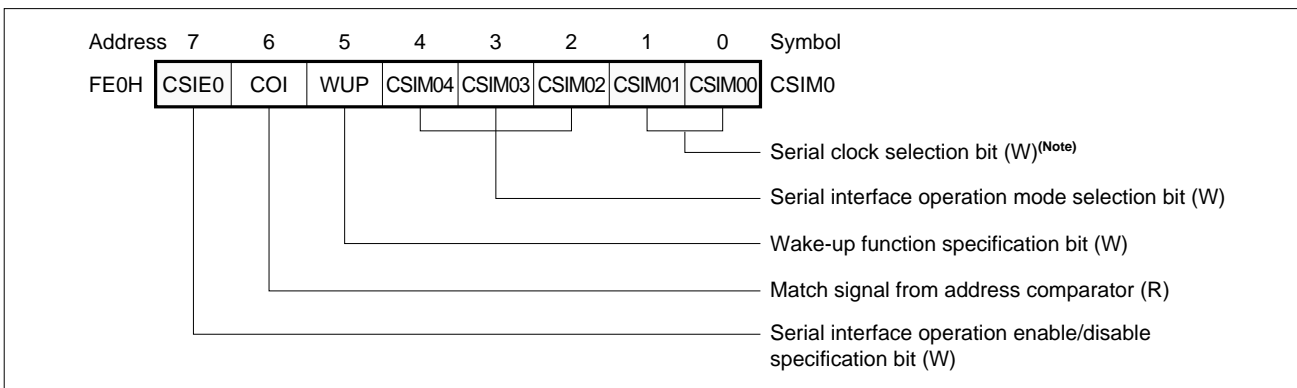 Address 7 6 5 4 3 2 1 0 Symbol
FE0H CSIE0 COI WUP CSIM04 CSIM03 CSIM02 CSIM01 CSIM00 CSIM0
Serial clock selection bit (W)(Note)
Serial interface operation mode selection bit (W)
Wake-up function specification bit (W)
Match signal from address comparator (R)
Serial interface operation enable/disable
specification bit (W)